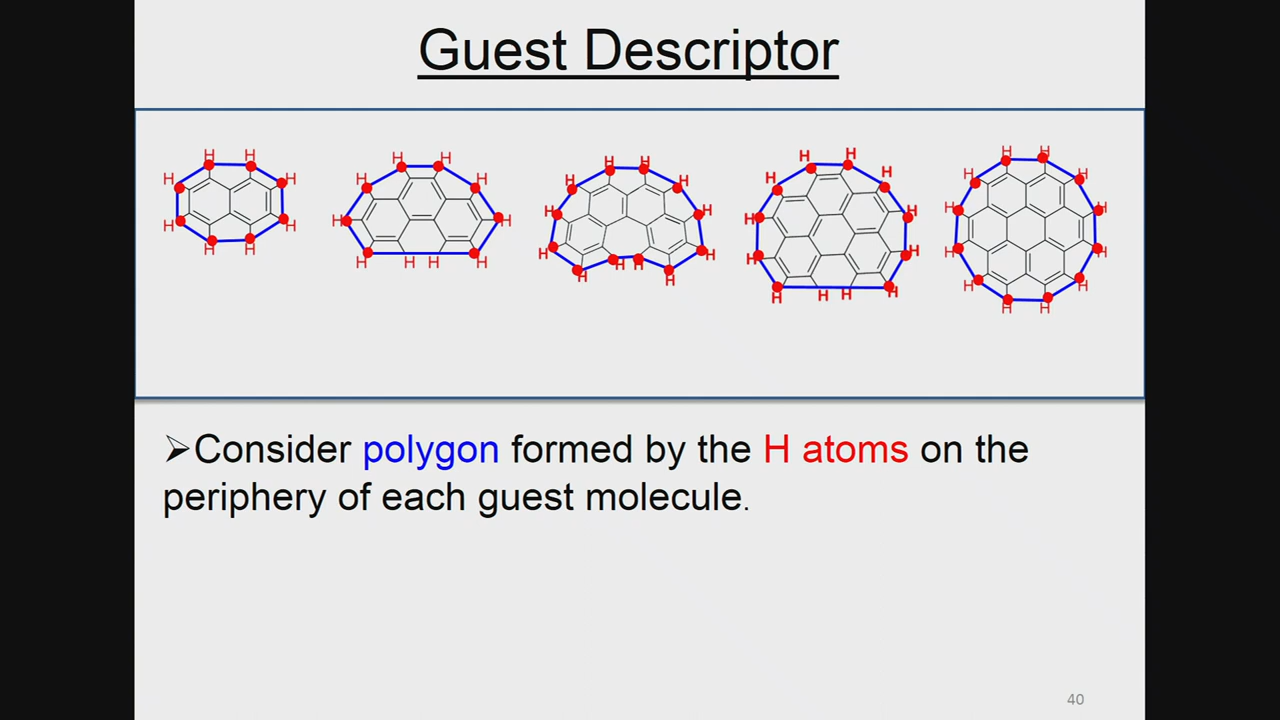 Guest Descriptor
H H H H H H H H
H H H H H H H H H H
H H H H H H H H H H H H
H H H H H H H H H H H H
H H H H H H H H H H H H
➢Consider polygon formed by the H atoms on the
periphery of each guest molecule.
40